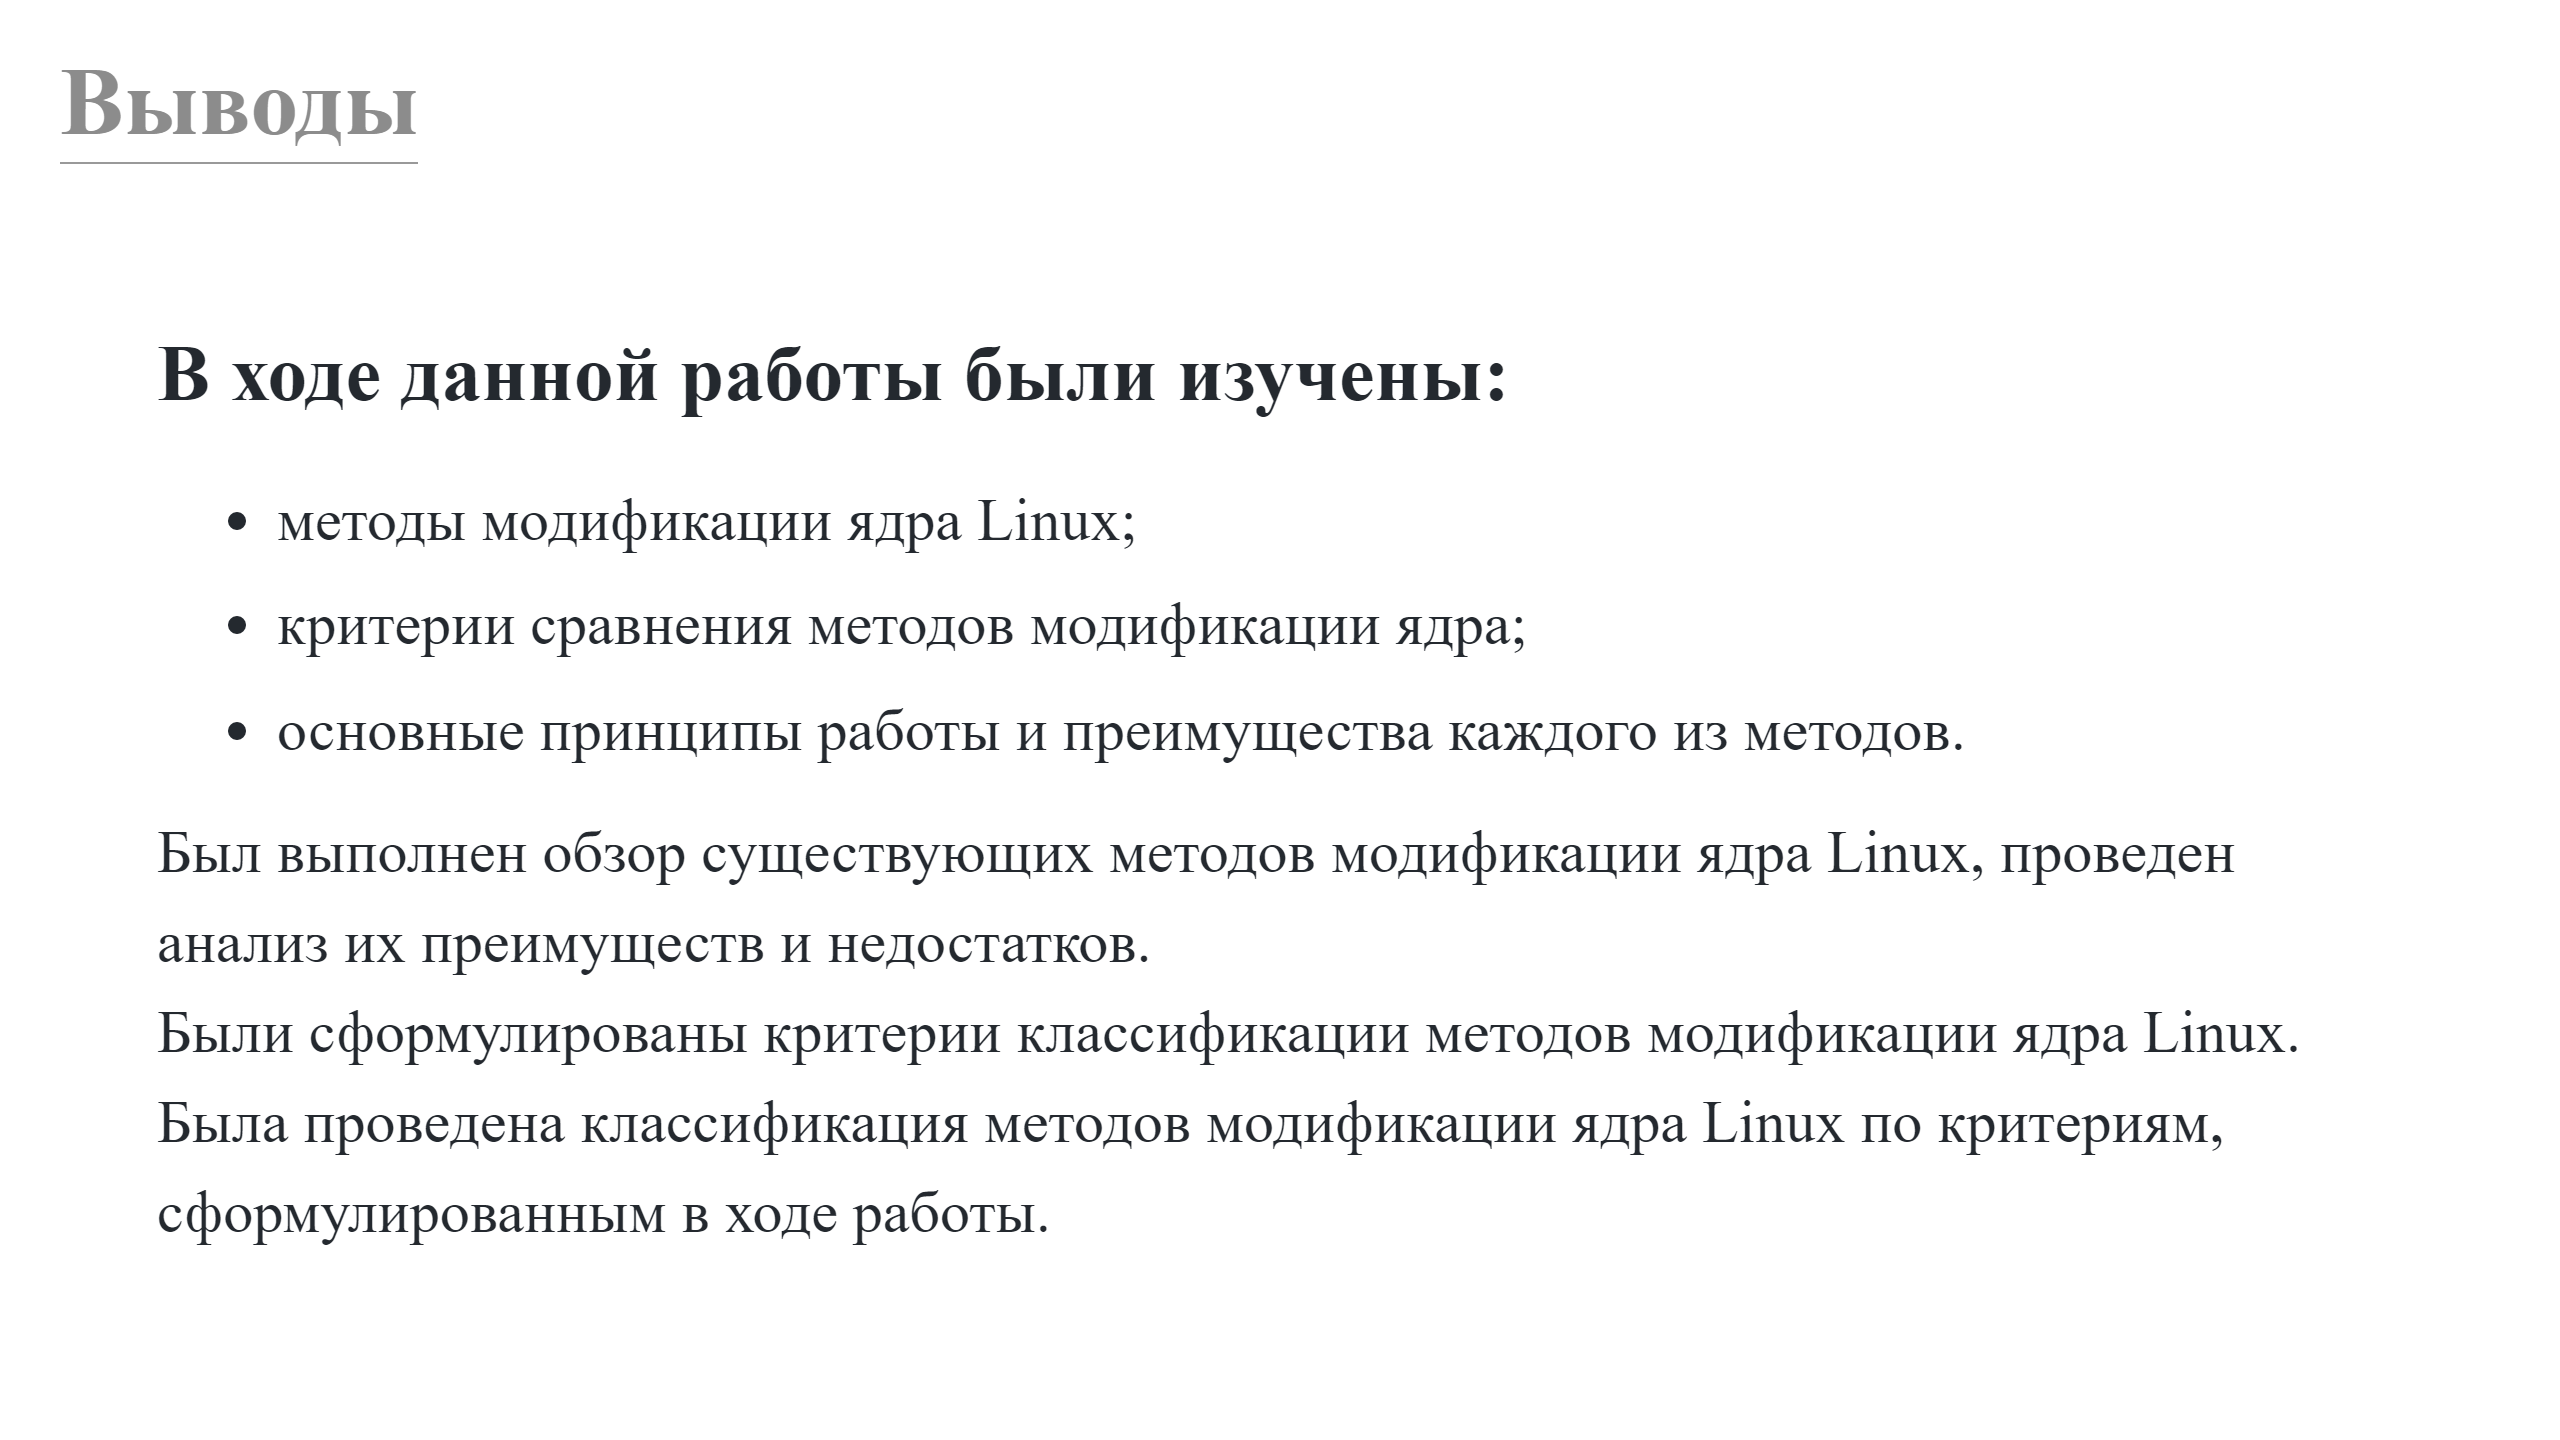 Выводы
В ходе данной работы были изучены:
• методы модификации ядра Linux;
• критерии сравнения методов модификации ядра;
• основные принципы работы и преимущества каждого из методов.
Был выполнен обзор существующих методов модификации ядра Linux, проведен
анализ их преимуществ и недостатков.
Были сформулированы критерии классификации методов модификации ядра Linux.
Была проведена классификация методов модификации ядра Linux по критериям,
сформулированным в ходе работы.